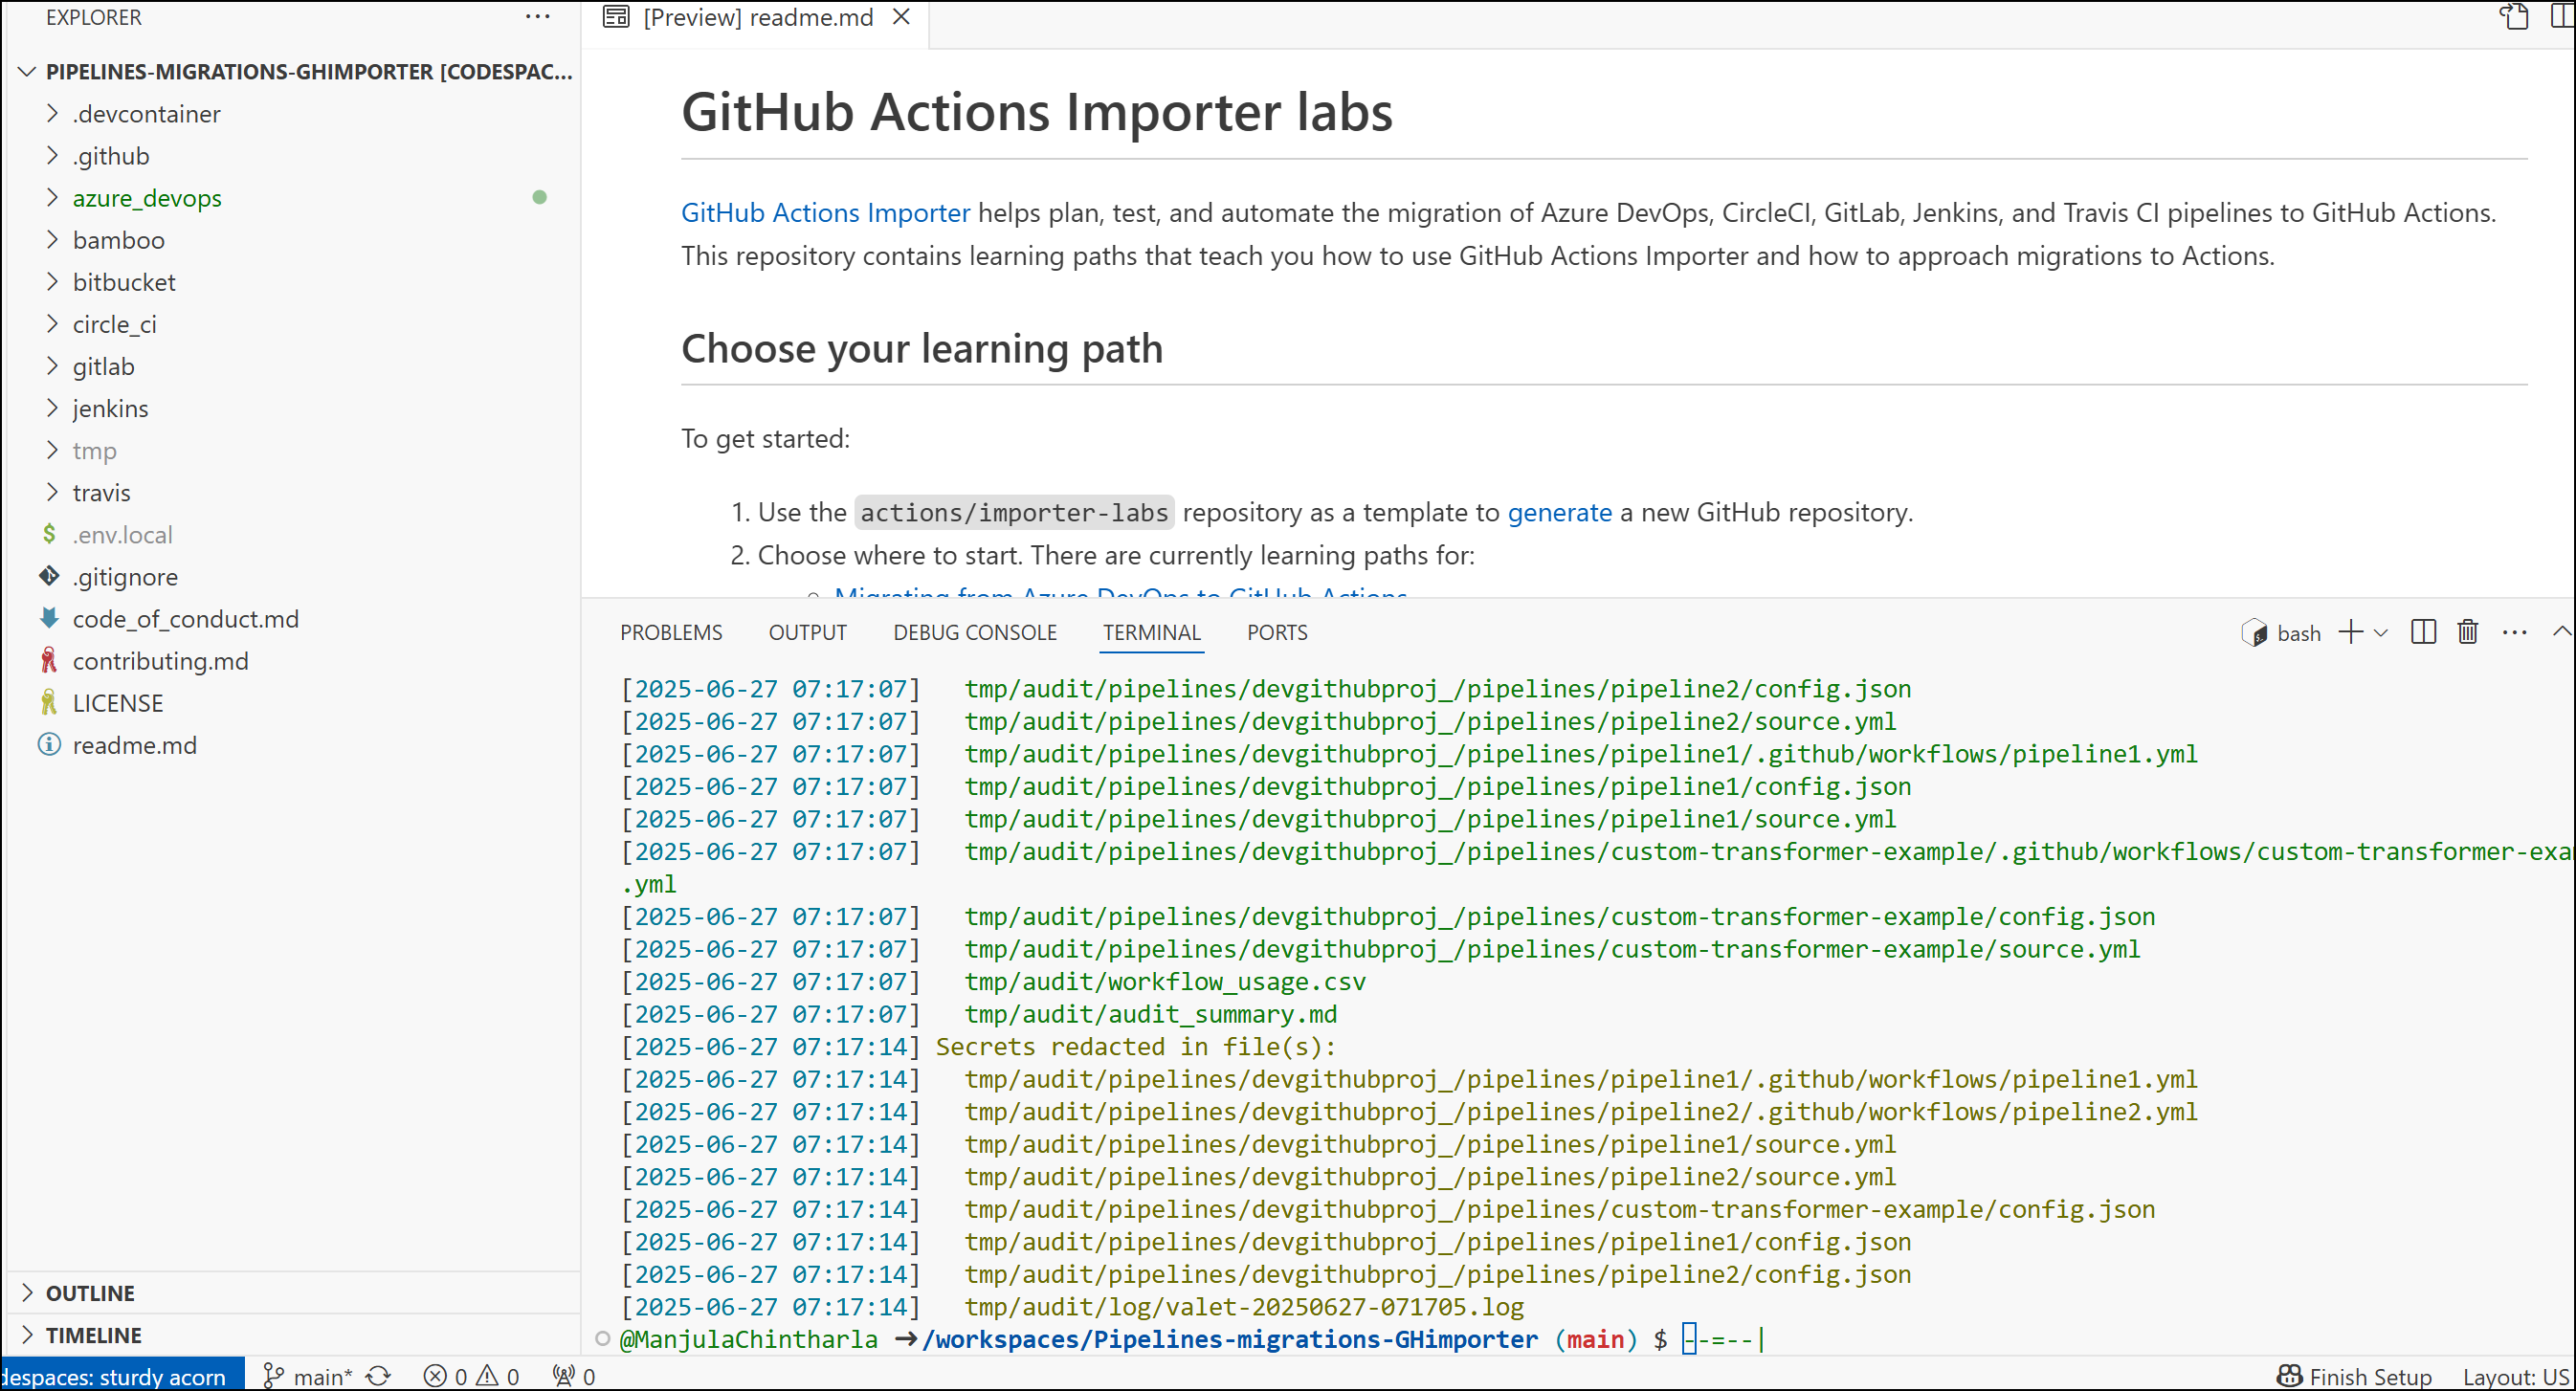 EXPLORER
PIPELINES-MIGRATIONS-GHIMPORTER [CODESPAC...
.devcontainer
.github
azure_devops
bamboo
bitbucket
circle_ci
gitlab
jenkins
tmp
travis
.env.local
.gitignore
code_of_conduct.md
contributing.md
LICENSE
readme.md
OUTLINE
TIMELINE
[Preview] readme.md
GitHub Actions Importer labs
GitHub Actions Importer helps plan, test, and automate the migration of Azure DevOps, CircleCI, GitLab, Jenkins, and Travis CI pipelines to GitHub Actions.
This repository contains learning paths that teach you how to use GitHub Actions Importer and how to approach migrations to Actions.
Choose your learning path
To get started:
1. Use the actions/importer-labs repository as a template to generate a new GitHub repository.
2. Choose where to start. There are currently learning paths for:
Migrating from Azure DevOps to GitHub Actions
PROBLEMS OUTPUT DEBUG CONSOLE TERMINAL PORTS bash
[2025-06-27 07:17:07] tmp/audit/pipelines/devgithubproj_/pipelines/pipeline2/config.json
[2025-06-27 07:17:07] tmp/audit/pipelines/devgithubproj_/pipelines/pipeline2/source.yml
[2025-06-27 07:17:07] tmp/audit/pipelines/devgithubproj_/pipelines/pipeline1/.github/workflows/pipeline1.yml
[2025-06-27 07:17:07] tmp/audit/pipelines/devgithubproj_/pipelines/pipeline1/config.json
[2025-06-27 07:17:07] tmp/audit/pipelines/devgithubproj_/pipelines/pipeline1/source.yml
[2025-06-27 07:17:07] tmp/audit/pipelines/devgithubproj_/pipelines/custom-transformer-example/.github/workflows/custom-transformer-exa
.yml
[2025-06-27 07:17:07] tmp/audit/pipelines/devgithubproj_/pipelines/custom-transformer-example/config.json
[2025-06-27 07:17:07] tmp/audit/pipelines/devgithubproj_/pipelines/custom-transformer-example/source.yml
[2025-06-27 07:17:07] tmp/audit/workflow_usage.csv
[2025-06-27 07:17:07] tmp/audit/audit_summary.md
[2025-06-27 07:17:14] Secrets redacted in file(s):
[2025-06-27 07:17:14] tmp/audit/pipelines/devgithubproj_/pipelines/pipeline1/.github/workflows/pipeline1.yml
[2025-06-27 07:17:14] tmp/audit/pipelines/devgithubproj_/pipelines/pipeline2/.github/workflows/pipeline2.yml
[2025-06-27 07:17:14] tmp/audit/pipelines/devgithubproj_/pipelines/pipeline1/source.yml
[2025-06-27 07:17:14] tmp/audit/pipelines/devgithubproj_/pipelines/pipeline2/source.yml
[2025-06-27 07:17:14] tmp/audit/pipelines/devgithubproj_/pipelines/custom-transformer-example/config.json
[2025-06-27 07:17:14] tmp/audit/pipelines/devgithubproj_/pipelines/pipeline1/config.json
[2025-06-27 07:17:14] tmp/audit/pipelines/devgithubproj_/pipelines/pipeline2/config.json
[2025-06-27 07:17:14] tmp/audit/log/valet-20250627-071705.log
@ManjulaChintharla ➜/workspaces/Pipelines-migrations-GHimporter (main) $ --=--|
despaces: sturdy acorn main* 0 0 0 Finish Setup Layout: US